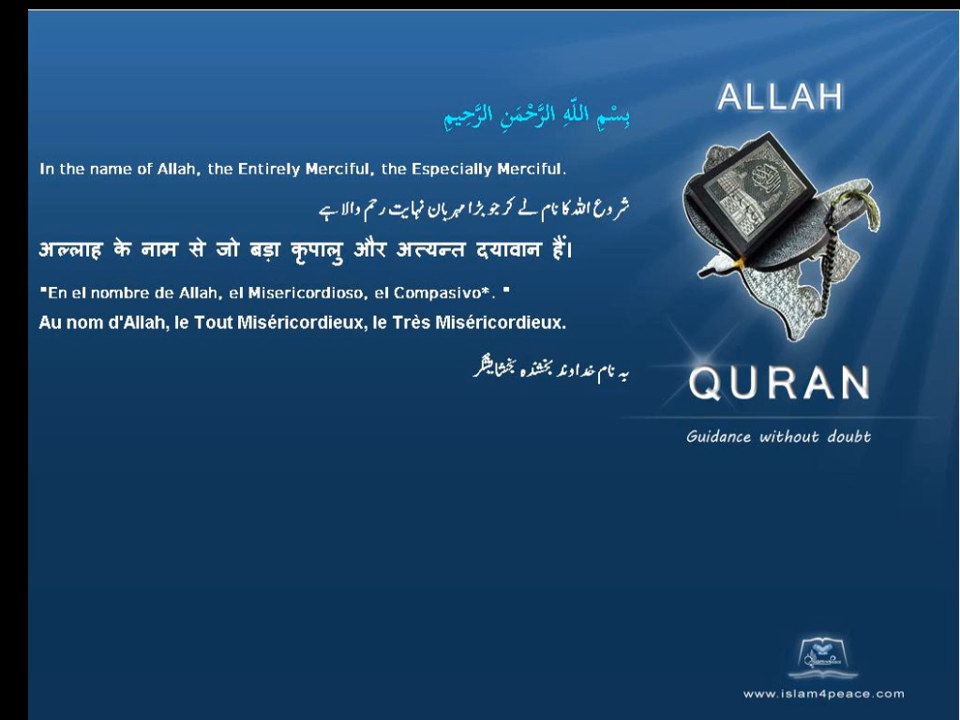 بِسْمِ اللّهِ الرَّحْمَنِ الرَّحِيمِ
In the name of Allah, the Entirely Merciful, the Especially Merciful.
شروع الله کا نام لے کر جو بڑا مہربان نہایت رحم والا ہے
अल्लाह के नाम से जो बड़ा कृपालु और अत्यन्त दयावान हैं।
"En el nombre de Allah, el Misericordioso, el Compasivo*. "
Au nom d'Allah, le Tout Miséricordieux, le Très Miséricordieux.
به نام خداوند بخشنده بخشایشگر
ALLAH
QURAN
Guidance without doubt
www.islam4peace.com